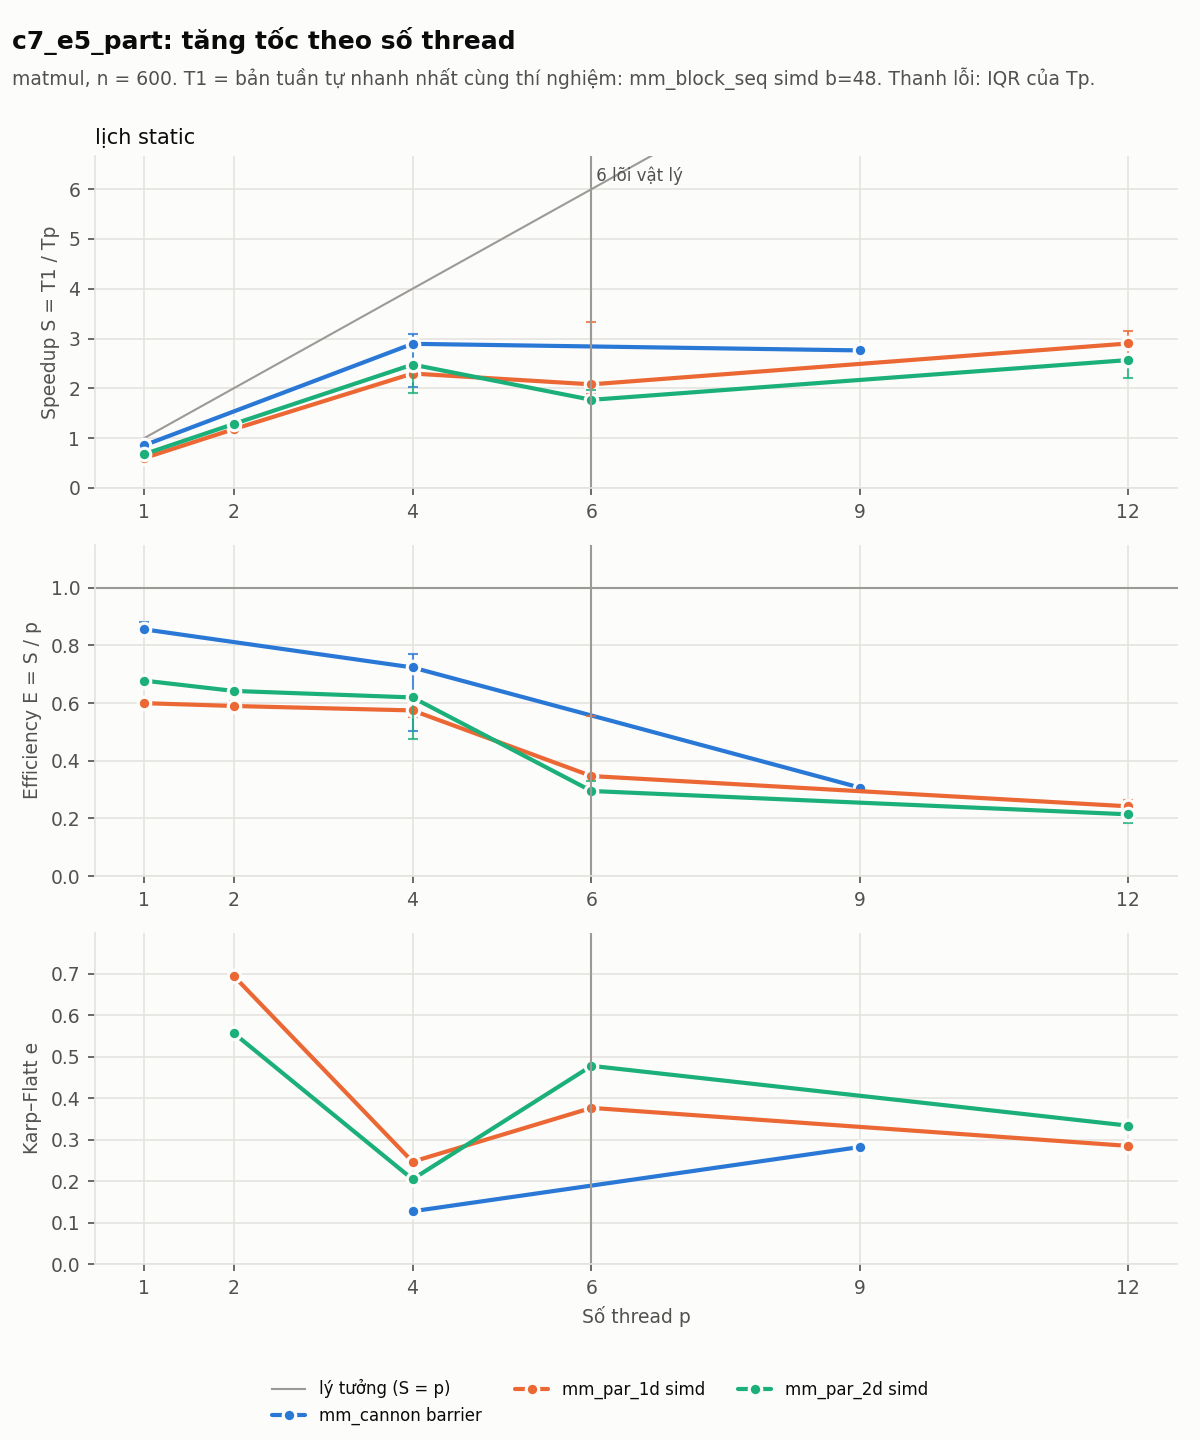 c7_e5_part: tăng tốc theo số thread
matmul, n = 600. T1 = bản tuần tự nhanh nhất cùng thí nghiệm: mm_block_seq simd b=48. Thanh lỗi: IQR của Tp.
lịch static
6 lõi vật lý
Speedup S = T1 / Tp
6
5
4
3
2
1
0
1 2 4 6 9 12
Efficiency E = S / p
1.0
0.8
0.6
0.4
0.2
0.0
1 2 4 6 9 12
Karp–Flatt e
0.7
0.6
0.5
0.4
0.3
0.2
0.1
0.0
1 2 4 6 9 12
Số thread p
lý tưởng (S = p) mm_par_1d simd mm_par_2d simd
mm_cannon barrier